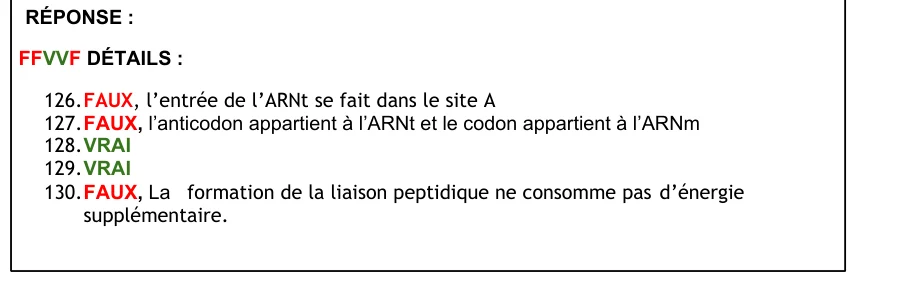 RÉPONSE :
FFVVF DÉTAILS :
126. FAUX, l’entrée de l’ARNt se fait dans le site A
127. FAUX, l’anticodon appartient à l’ARNt et le codon appartient à l’ARNm
128. VRAI
129. VRAI
130. FAUX, La formation de la liaison peptidique ne consomme pas d’énergie
supplémentaire.